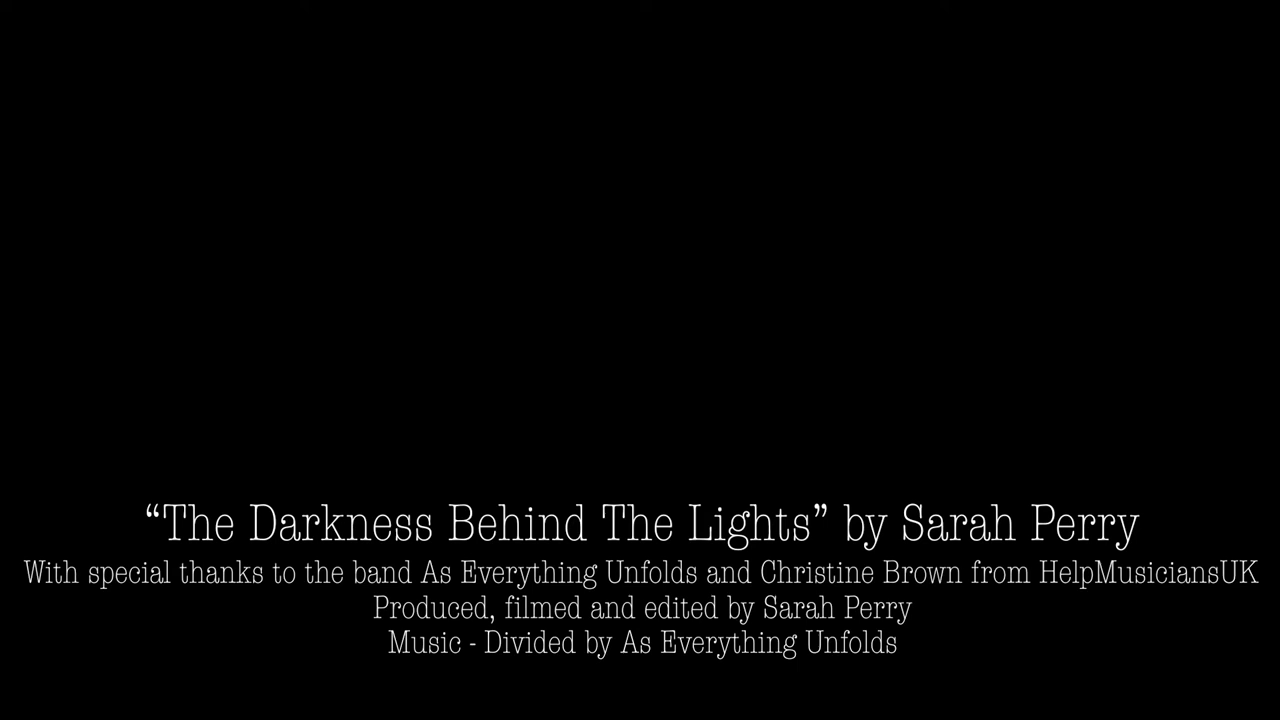 “The Darkness Behind The Lights” by Sarah Perry
With special thanks to the band As Everything Unfolds and Christine Brown from HelpMusiciansUK
Produced, filmed and edited by Sarah Perry
Music - Divided by As Everything Unfolds